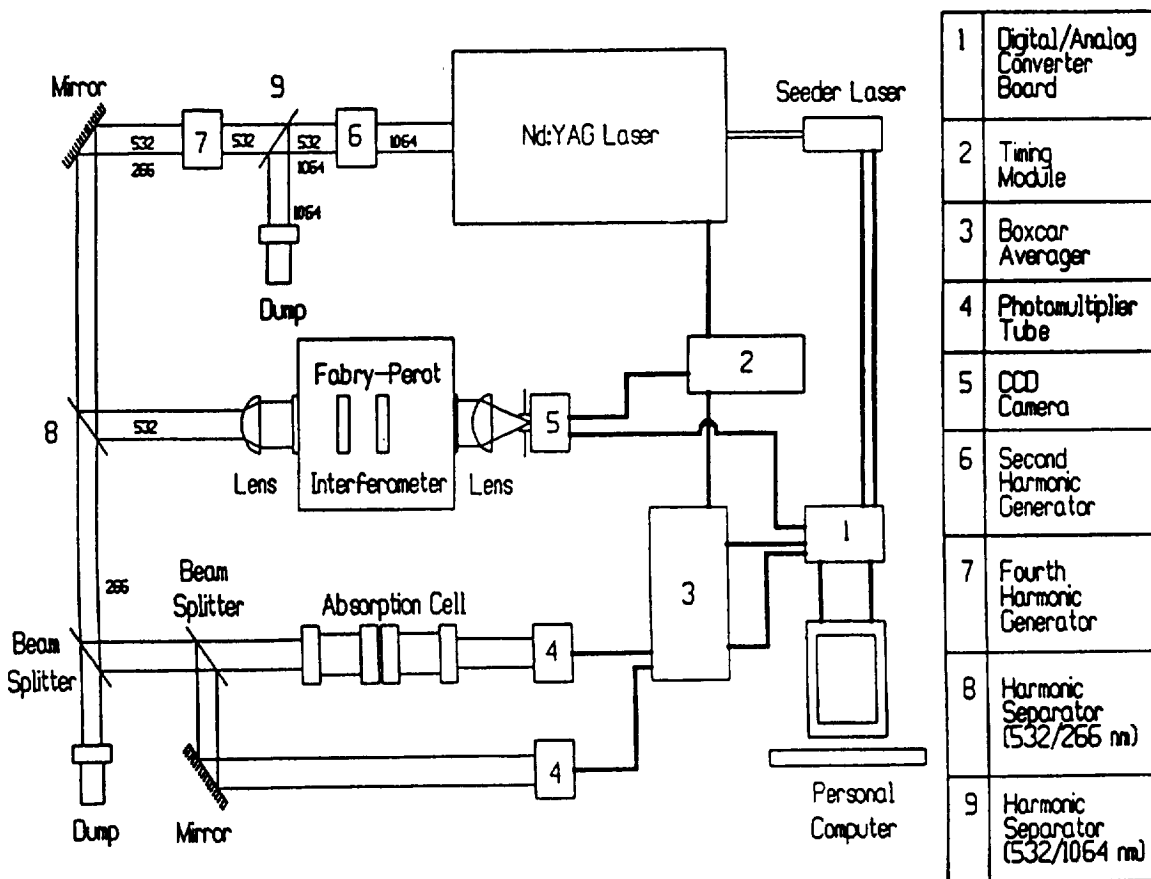 Mirror
9
Seeder Laser
Nd:YAG Laser
532
266
7
532
532
1064
6
1064
1064
Dump
2
Fabry-Perot
8
532
5
Lens
Interferometer
Lens
1
266
Beam
Splitter
Absorption Cell
3
Beam
Splitter
4
4
Dump
Mirror
Personal
Computer
1
Digital/Analog
Converter
Board
2
Timing
Module
3
Boxcar
Averager
4
Photomultiplier
Tube
5
CCD
Camera
6
Second
Harmonic
Generator
7
Fourth
Harmonic
Generator
8
Harmonic
Separator
(532/266 nm)
9
Harmonic
Separator
(532/1064 nm)